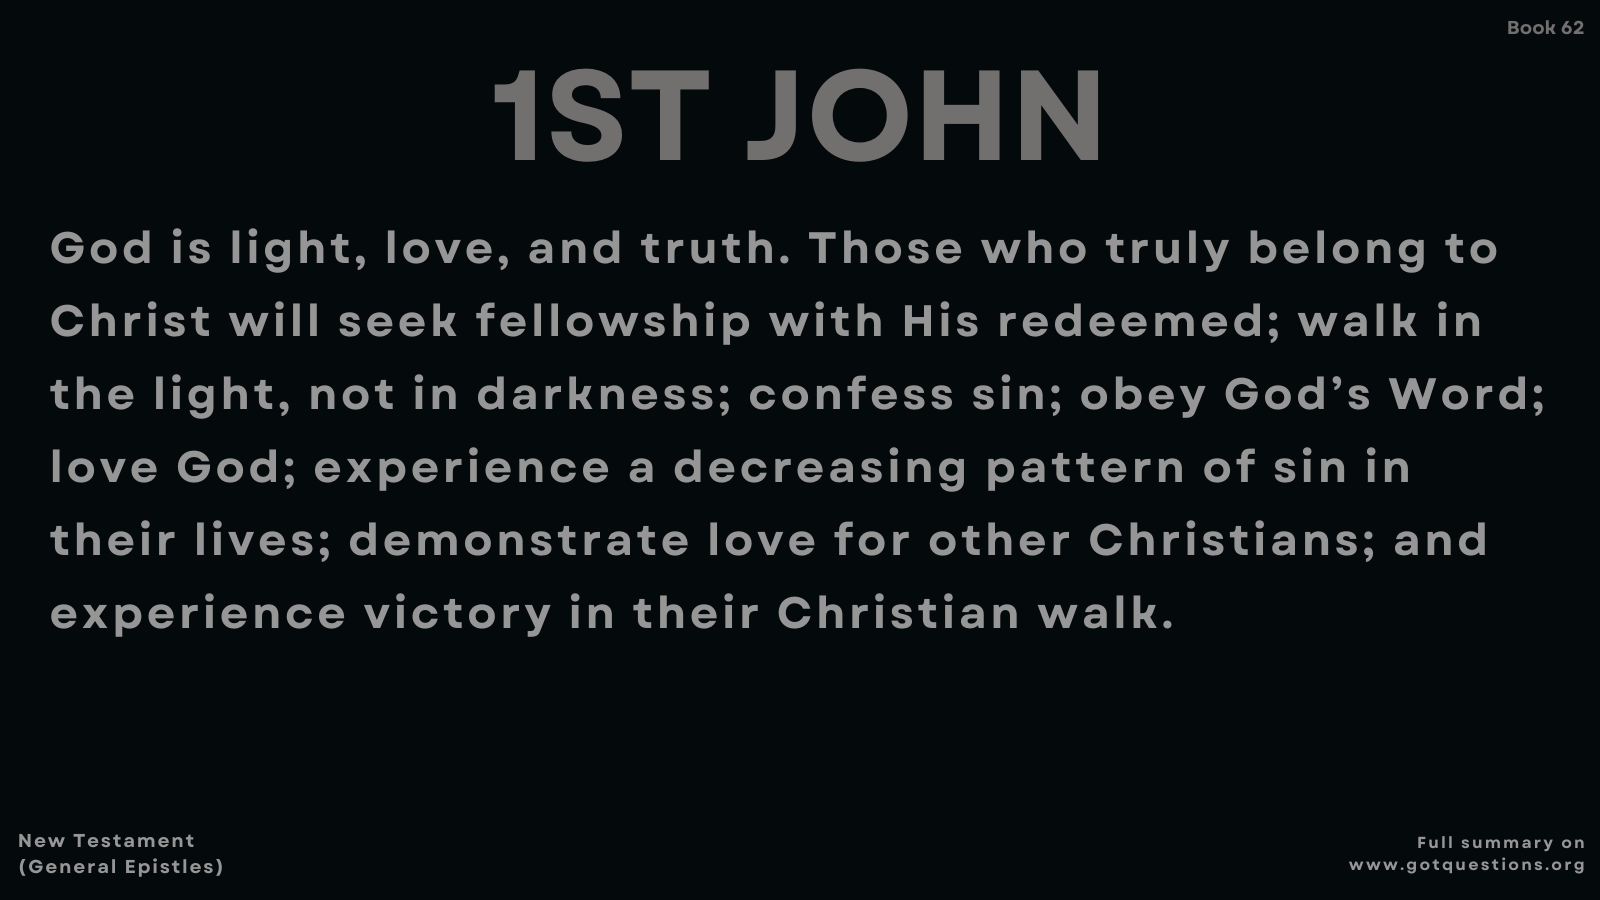 Book 62
1ST JOHN
God is light, love, and truth. Those who truly belong to
Christ will seek fellowship with His redeemed; walk in
the light, not in darkness; confess sin; obey God’s Word;
love God; experience a decreasing pattern of sin in
their lives; demonstrate love for other Christians; and
experience victory in their Christian walk.
New Testament
(General Epistles)
Full summary on
www.gotquestions.org